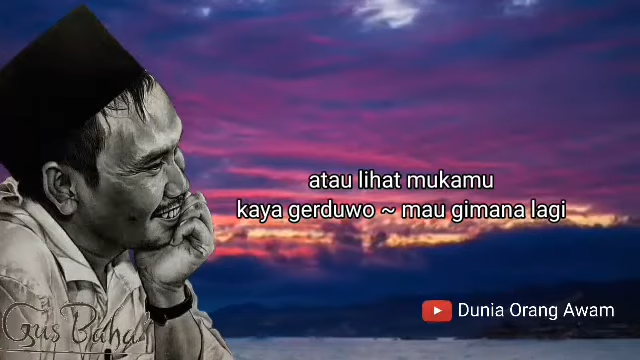 atau lihat mukamu
kaya gerduwo ~ mau gimana lagi
Dunia Orang Awam
Gus Baha